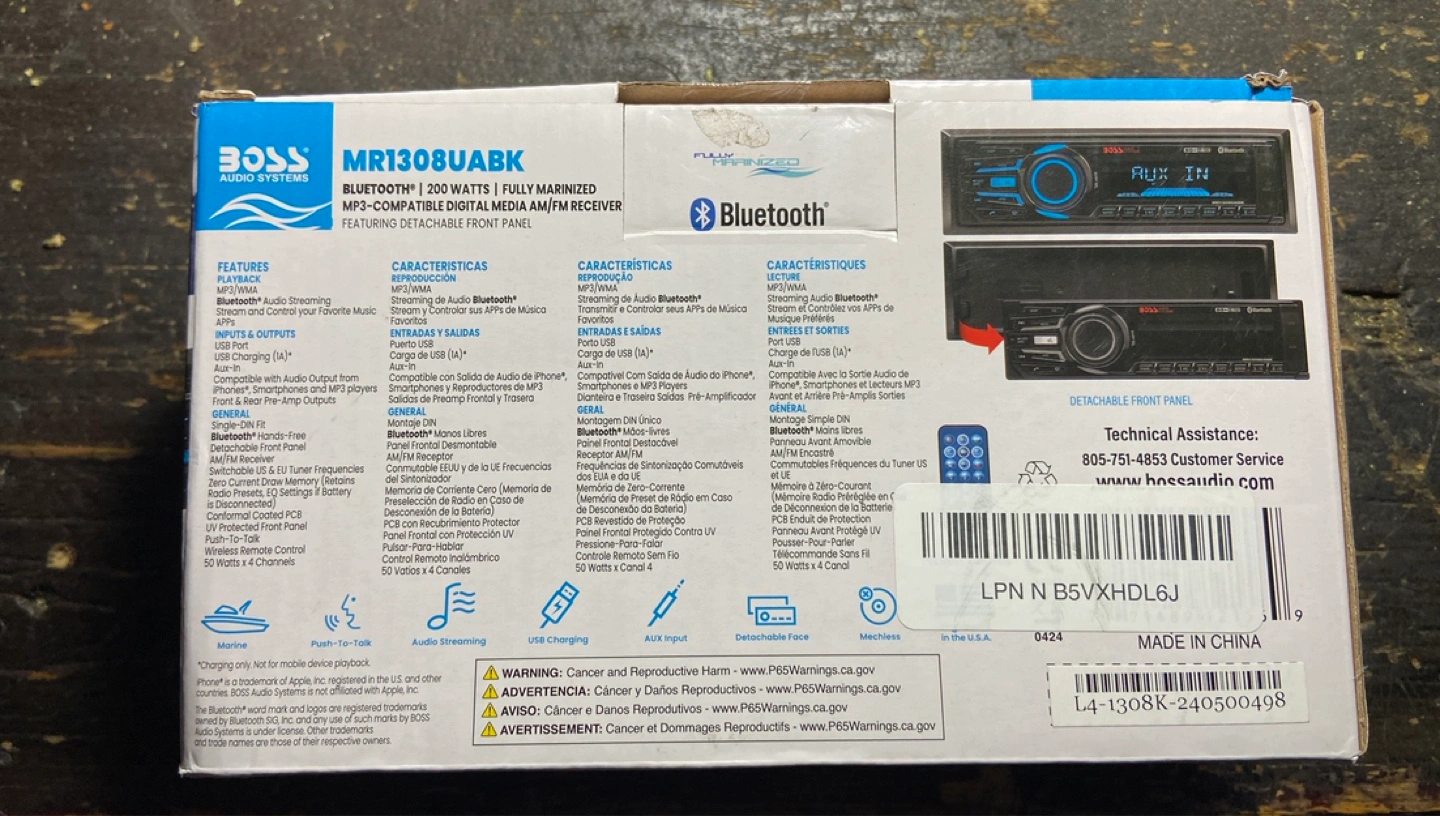 BOSS
AUDIO SYSTEMS
MR1308UABK
BLUETOOTH® | 200 WATTS | FULLY MARINIZED
MP3-COMPATIBLE DIGITAL MEDIA AM/FM RECEIVER
FEATURING DETACHABLE FRONT PANEL
FULLY
MARINIZED
Bluetooth®
BOSS
Bluetooth
AUX IN
BOSS
Bluetooth
DETACHABLE FRONT PANEL
FEATURES
PLAYBACK
MP3/WMA
Bluetooth® Audio Streaming
Stream and Control your Favorite Music
APPs
INPUTS & OUTPUTS
USB Port
USB Charging (1A)*
Aux-In
Compatible with Audio Output from
iPhones®, Smartphones and MP3 players
Front & Rear Pre-Amp Outputs
GENERAL
Single-DIN Fit
Bluetooth® Hands-Free
Detachable Front Panel
AM/FM Receiver
Switchable US & EU Tuner Frequencies
Zero Current Draw Memory (Retains
Radio Presets, EQ Settings if Battery
is Disconnected)
Conformal Coated PCB
UV Protected Front Panel
Push-To-Talk
Wireless Remote Control
50 Watts x 4 Channels
CARACTERISTICAS
REPRODUCCIÓN
MP3/WMA
Streaming de Audio Bluetooth®
Stream y Controlar sus APPs de Música
Favoritos
ENTRADAS Y SALIDAS
Puerto USB
Carga de USB (1A)*
Aux-In
Compatible con Salida de Audio de iPhone®,
Smartphones y Reproductores de MP3
Salidas de Preamp Frontal y Trasera
GENERAL
Montaje DIN
Bluetooth® Manos Libres
Panel Frontal Desmontable
AM/FM Receptor
Conmutable EEUU y de la UE Frecuencias
del Sintonizador
Memoria de Corriente Cero (Memoria de
Preselección de Radio en Caso de
Desconexión de la Batería)
PCB con Recubrimiento Protector
Panel Frontal con Protección UV
Pulsar-Para-Hablar
Control Remoto Inalámbrico
50 Vatios x 4 Canales
CARACTERÍSTICAS
REPRODUÇÃO
MP3/WMA
Streaming de Áudio Bluetooth®
Transmitir e Controlar seus APPs de Música
Favoritos
ENTRADAS E SAÍDAS
Porto USB
Carga de USB (1A)*
Aux-In
Compatível Com Saída de Áudio do iPhone®,
Smartphones e MP3 Players
Dianteira e Traseira Saídas Pré-Amplificador
GERAL
Montagem DIN Único
Bluetooth® Mãos-livres
Painel Frontal Destacável
Receptor AM/FM
Frequências de Sintonização Comutáveis
dos EUA e da UE
Memória de Zero-Corrente
(Memória de Preset de Rádio em Caso
de Desconexão da Bateria)
PCB Revestido de Proteção
Painel Frontal Protegido Contra UV
Pressione-Para-Falar
Controle Remoto Sem Fio
50 Watts x Canal 4
CARACTÉRISTIQUES
LECTURE
MP3/WMA
Streaming Audio Bluetooth®
Stream et Contrôlez vos APPs de
Musique Préférés
ENTREES ET SORTIES
Port USB
Charge de l'USB (1A)*
Aux-In
Compatible Avec la Sortie Audio de
iPhone®, Smartphones et Lecteurs MP3
Avant et Arrière Pré-Amplis Sorties
GÉNÉRAL
Montage Simple DIN
Bluetooth® Mains libres
Panneau Avant Amovible
AM/FM Encastré
Commutables Fréquences du Tuner US
et UE
Mémoire à Zéro-Courant
(Mémoire Radio Préréglée en
de Déconnexion de la Batterie
PCB Enduit de Protection
Panneau Avant Protégé UV
Pousser-Pour-Parler
Télécommande Sans Fil
50 Watts x 4 Canal
Technical Assistance:
805-751-4853 Customer Service
www.bossaudio.com
LPN N B5VXHDL6J
9
in the U.S.A.
0424
MADE IN CHINA
L4-1308K-240500498
Marine
Push-To-Talk
Audio Streaming
USB Charging
AUX Input
Detachable Face
Mechless
*Charging only. Not for mobile device playback.
iPhone® is a trademark of Apple, Inc. registered in the U.S. and other
countries. BOSS Audio Systems is not affiliated with Apple, Inc.
The Bluetooth® word mark and logos are registered trademarks
owned by Bluetooth SIG, Inc. and any use of such marks by BOSS
Audio Systems is under license. Other trademarks
and trade names are those of their respective owners.
WARNING: Cancer and Reproductive Harm - www.P65Warnings.ca.gov
ADVERTENCIA: Cáncer y Daños Reproductivos - www.P65Warnings.ca.gov
AVISO: Câncer e Danos Reprodutivos - www.P65Warnings.ca.gov
AVERTISSEMENT: Cancer et Dommages Reproductifs - www.P65Warnings.ca.gov